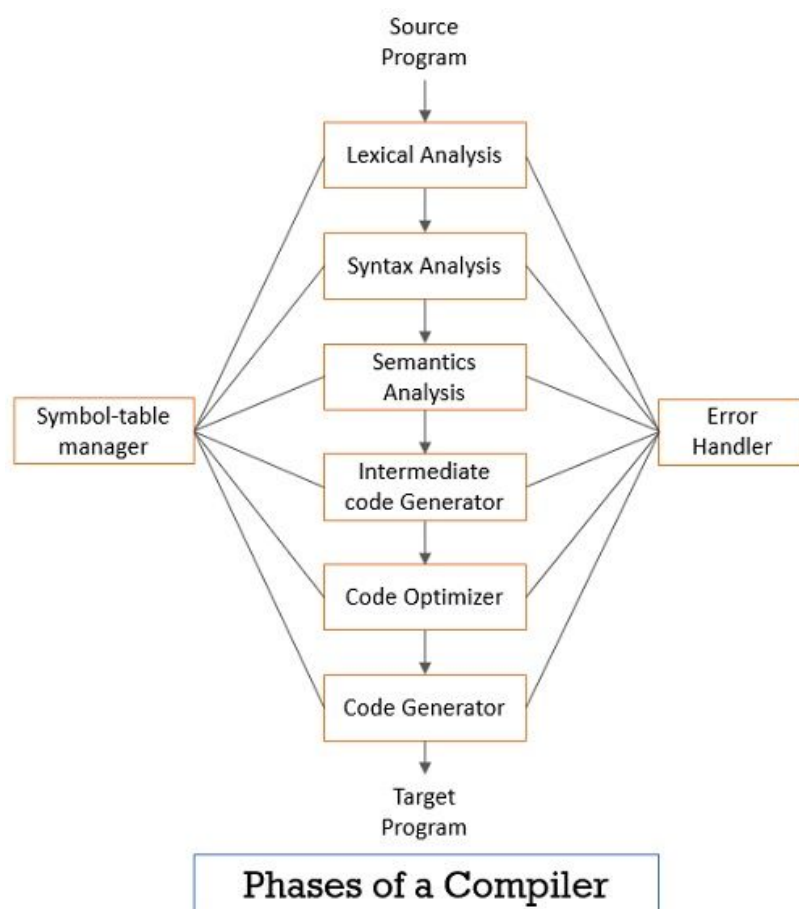 Source
Program
Lexical Analysis
Syntax Analysis
Semantics
Analysis
Symbol-table
manager
Error
Handler
Intermediate
code Generator
Code Optimizer
Code Generator
Target
Program
Phases of a Compiler